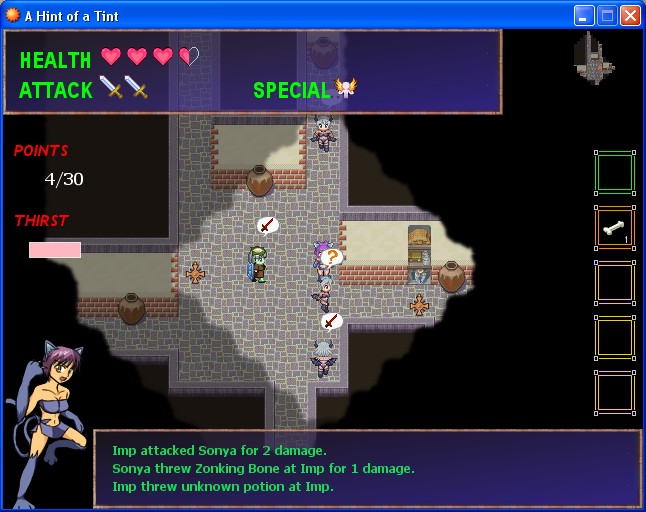 A Hint of a Tint
HEALTH
ATTACK SPECIAL
POINTS
4/30
THIRST
?
1
Imp attacked Sonya for 2 damage.
Sonya threw Zonking Bone at Imp for 1 damage.
Imp threw unknown potion at Imp.